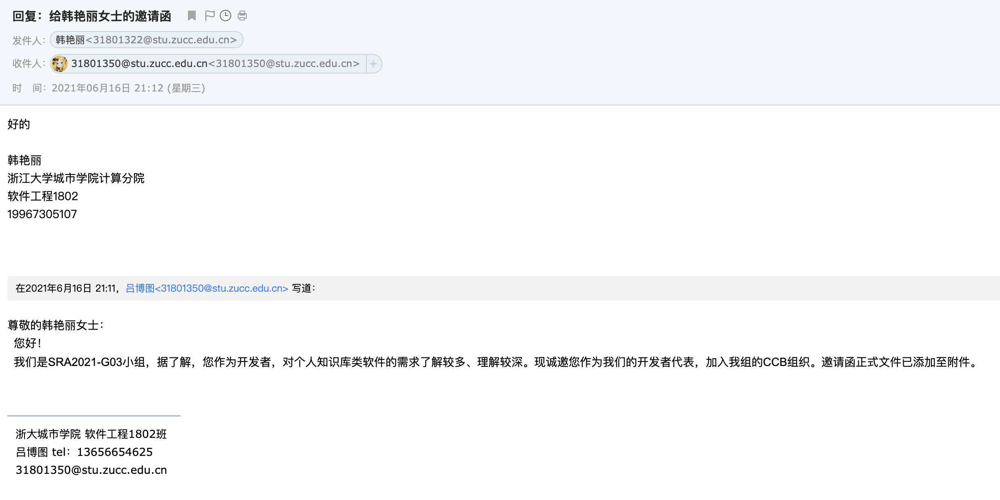 回复：给韩艳丽女士的邀请函
发件人：韩艳丽<31801322@stu.zucc.edu.cn>
收件人：31801350@stu.zucc.edu.cn<31801350@stu.zucc.edu.cn> +
时 间：2021年06月16日 21:12 (星期三)
好的
韩艳丽
浙江大学城市学院计算分院
软件工程1802
19967305107
在2021年6月16日 21:11，吕博图<31801350@stu.zucc.edu.cn> 写道：
尊敬的韩艳丽女士：
您好！
我们是SRA2021-G03小组，据了解，您作为开发者，对个人知识库类软件的需求了解较多、理解较深。现诚邀您作为我们的开发者代表，加入我组的CCB组织。邀请函正式文件已添加至附件。
浙大城市学院 软件工程1802班
吕博图 tel：13656654625
31801350@stu.zucc.edu.cn